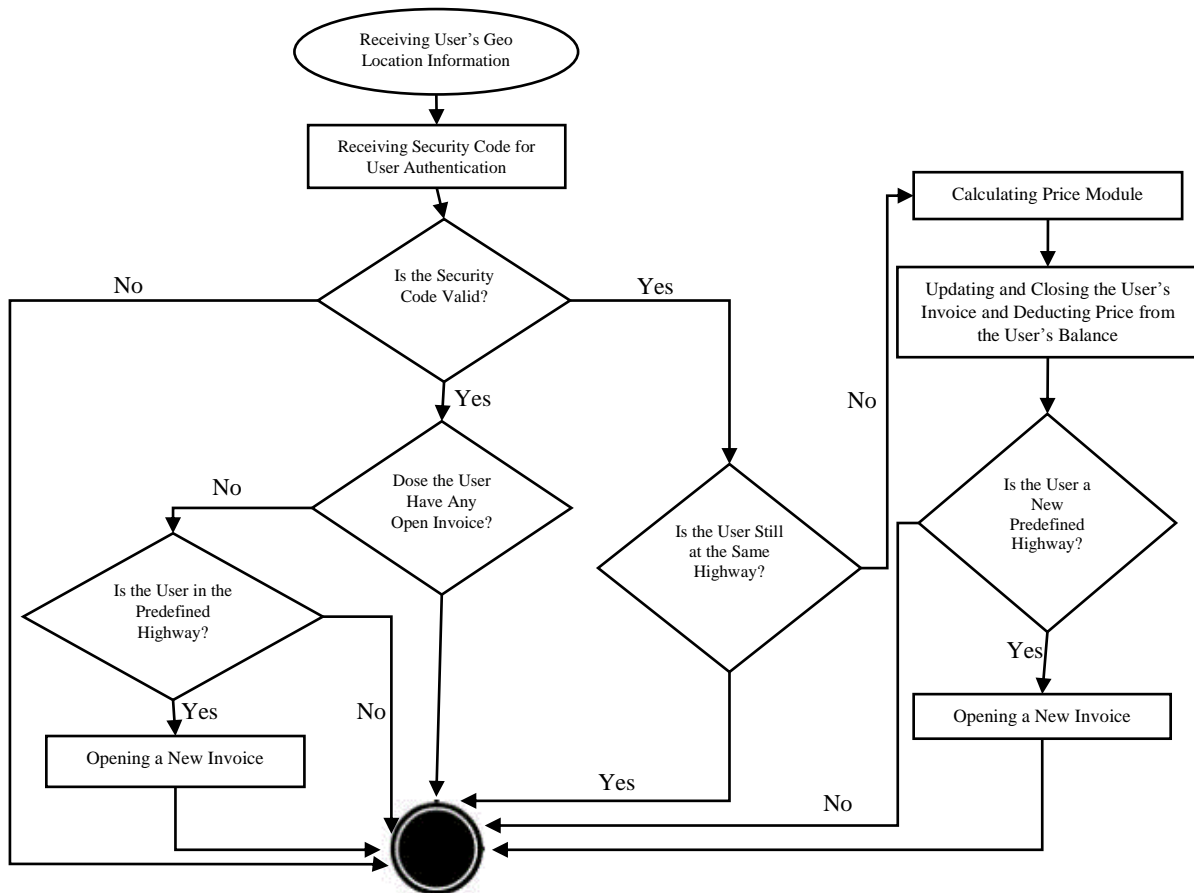 Receiving User's Geo
Location Information
Receiving Security Code for
User Authentication
Calculating Price Module
No
Is the Security
Code Valid?
Yes
Updating and Closing the User's
Invoice and Deducting Price from
the User's Balance
Yes
No
No
Dose the User
Have Any
Open Invoice?
Is the User Still
at the Same
Highway?
Is the User a
New
Predefined
Highway?
Is the User in the
Predefined
Highway?
Yes
No
Yes
Opening a New Invoice
Opening a New Invoice
Yes
No